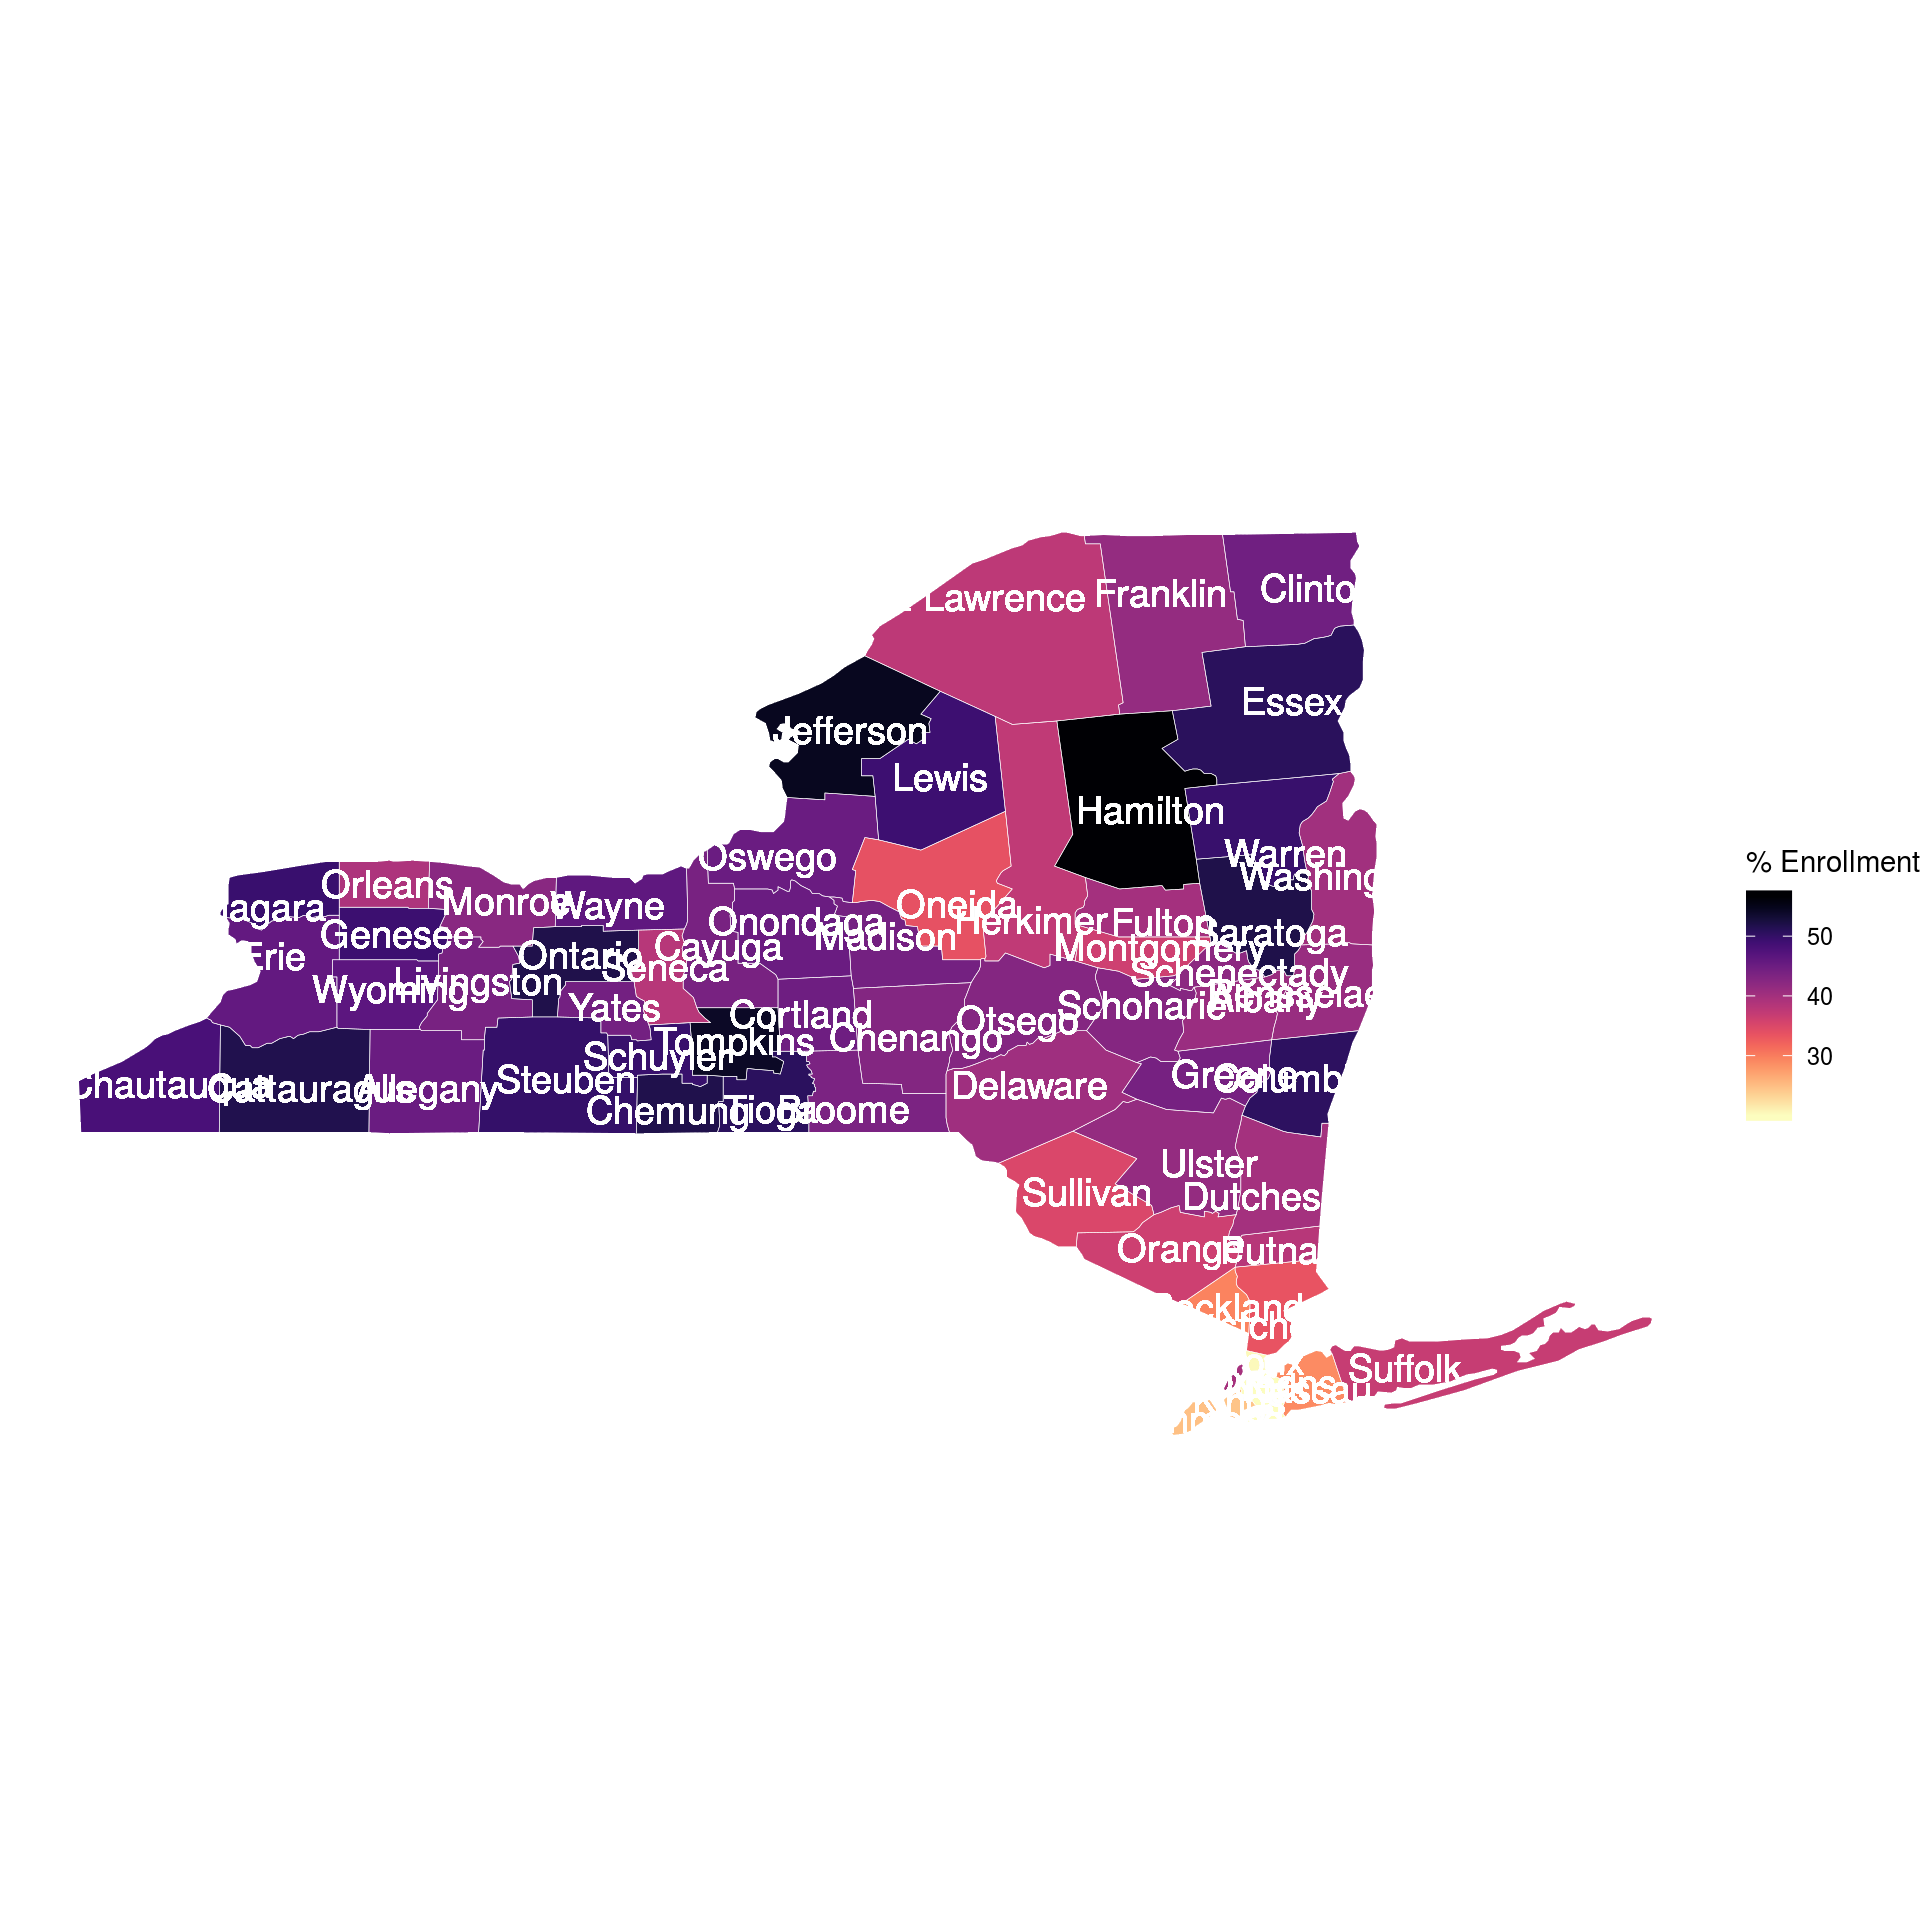 Lawrence
Franklin
Clinto
Essex
Jefferson
Lewis
Hamilton
Warren
Washing
Oswego
Orleans
Monroe
Wayne
agara
Oneida
Onondaga
Herkimer
Fulton
Genesee
Madison
Saratoga
Cayuga
Montgomery
Erie
Ontario
Seneca
Schenectady
Wyoming
Livingston
Rensselae
Albany
Yates
Schoharie
Cortland
Otsego
Tompkins
Chenango
Schuyler
Steuben
Greene
Columb
Chautauqua
Cattaraugus
Allegany
Delaware
Chemung
Tioga
Broome
Ulster
Sullivan
Dutches
Orange
Putna
ockland
tch
Suffolk
% Enrollment
50
40
30